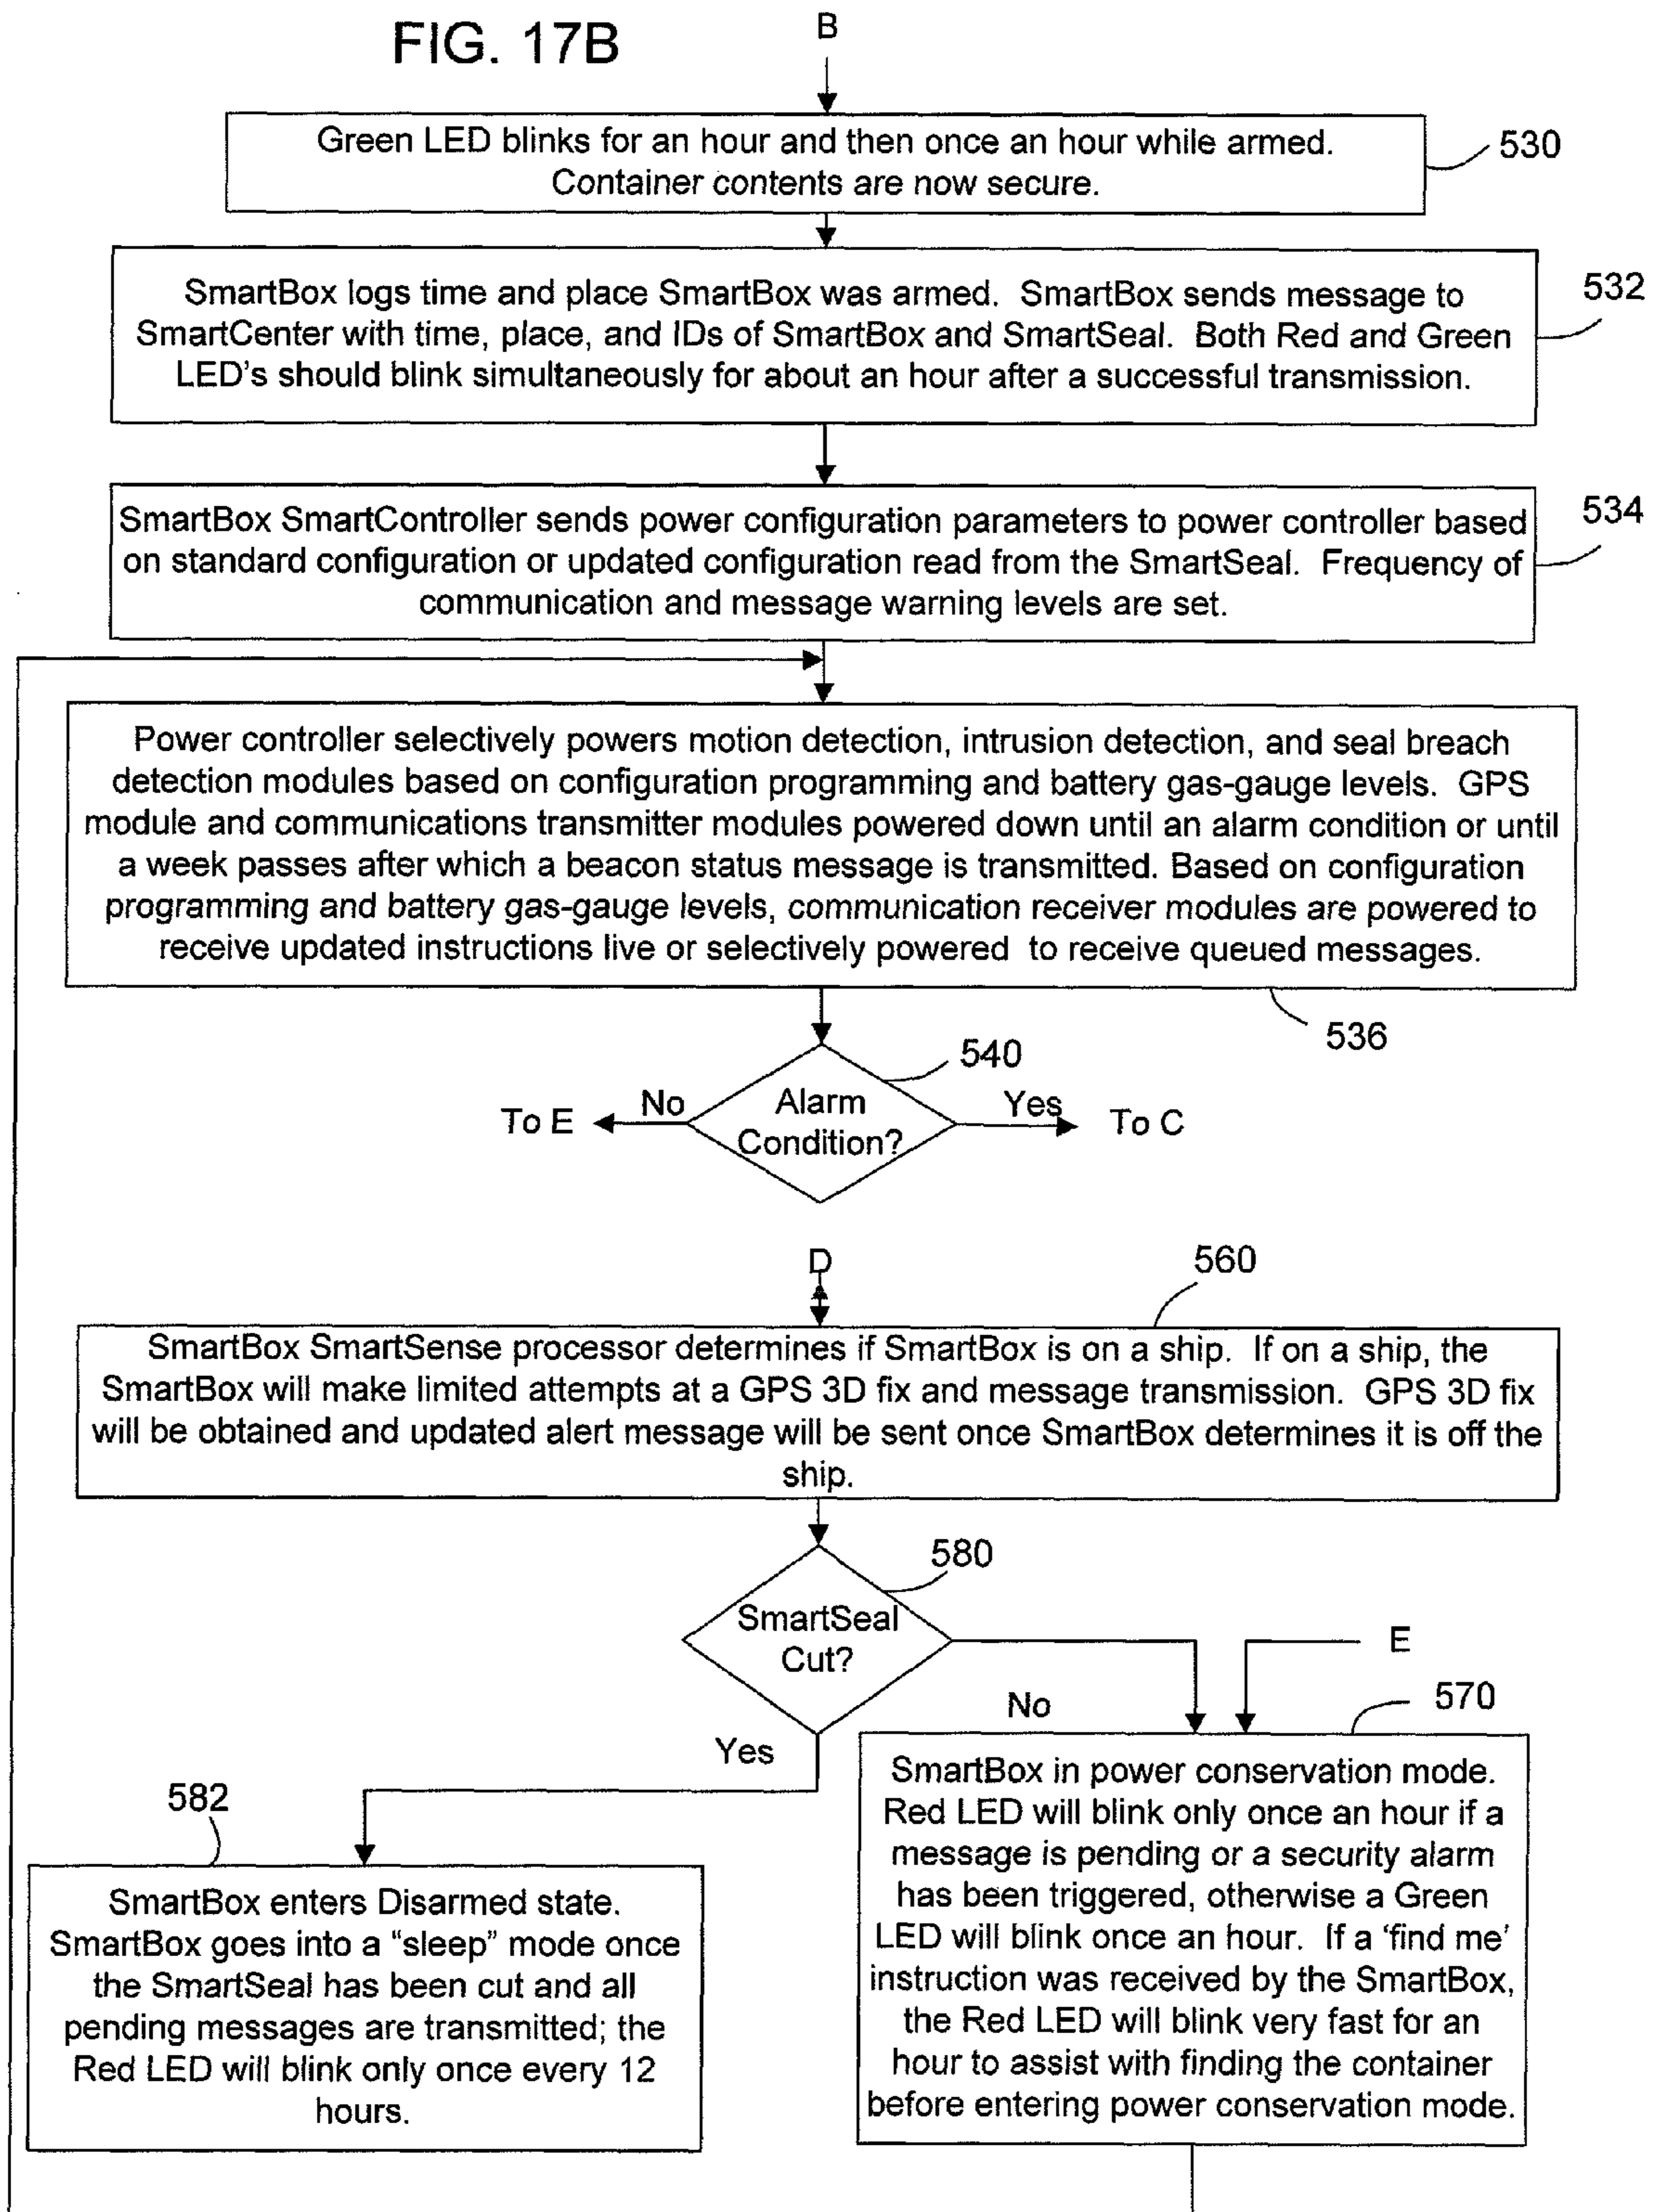 FIG. 17B
B
Green LED blinks for an hour and then once an hour while armed.
Container contents are now secure.
530
SmartBox logs time and place SmartBox was armed. SmartBox sends message to
SmartCenter with time, place, and IDs of SmartBox and SmartSeal. Both Red and Green
LED's should blink simultaneously for about an hour after a successful transmission.
532
SmartBox SmartController sends power configuration parameters to power controller based
on standard configuration or updated configuration read from the SmartSeal. Frequency of
communication and message warning levels are set.
534
Power controller selectively powers motion detection, intrusion detection, and seal breach
detection modules based on configuration programming and battery gas-gauge levels. GPS
module and communications transmitter modules powered down until an alarm condition or until
a week passes after which a beacon status message is transmitted. Based on configuration
programming and battery gas-gauge levels, communication receiver modules are powered to
receive updated instructions live or selectively powered to receive queued messages.
536
540
To E
No
Alarm
Condition?
Yes
To C
D
560
SmartBox SmartSense processor determines if SmartBox is on a ship. If on a ship, the
SmartBox will make limited attempts at a GPS 3D fix and message transmission. GPS 3D fix
will be obtained and updated alert message will be sent once SmartBox determines it is off the
ship.
580
SmartSeal
Cut?
E
No
570
Yes
582
SmartBox enters Disarmed state.
SmartBox goes into a “sleep” mode once
the SmartSeal has been cut and all
pending messages are transmitted; the
Red LED will blink only once every 12
hours.
SmartBox in power conservation mode.
Red LED will blink only once an hour if a
message is pending or a security alarm
has been triggered, otherwise a Green
LED will blink once an hour. If a ‘find me’
instruction was received by the SmartBox,
the Red LED will blink very fast for an
hour to assist with finding the container
before entering power conservation mode.